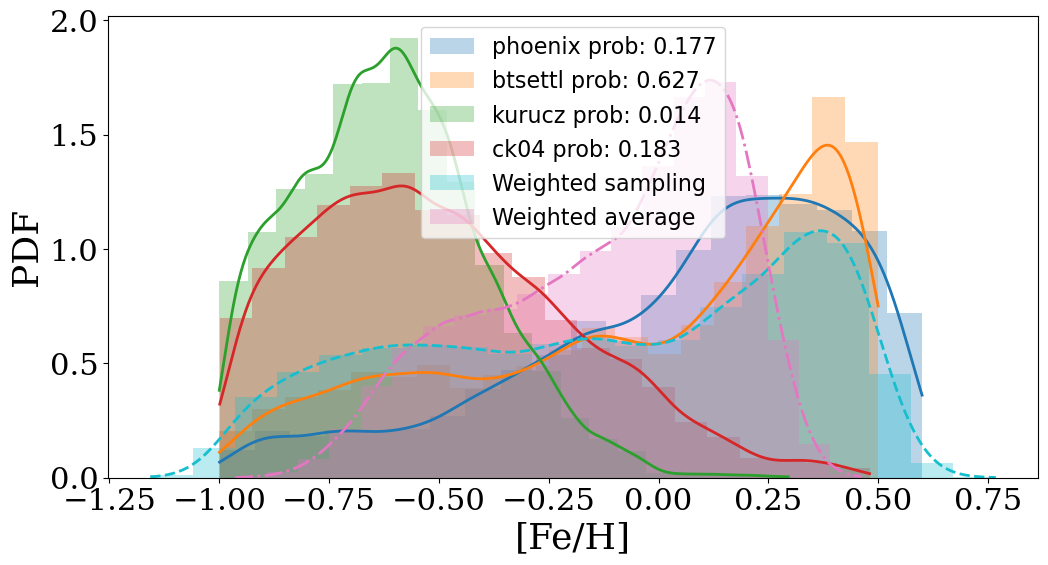 2.0
1.5
1.0
0.5
0.0
PDF
phoenix prob: 0.177
btsettl prob: 0.627
kurucz prob: 0.014
ck04 prob: 0.183
Weighted sampling
Weighted average
−1.25 −1.00 −0.75 −0.50 −0.25 0.00 0.25 0.50 0.75
[Fe/H]